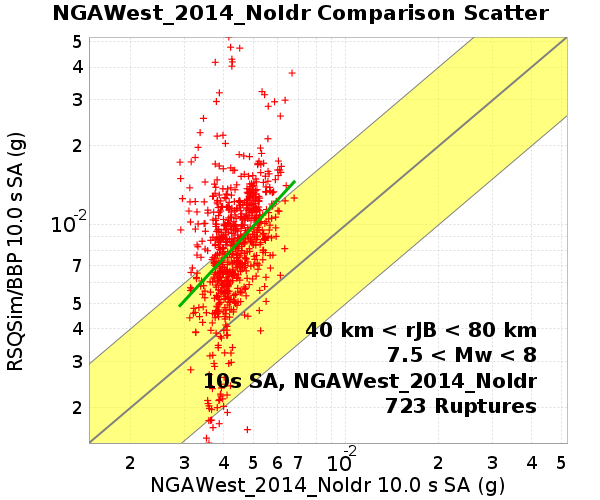 NGAWest_2014_NoIdr Comparison Scatter
5
4
3
2
10-2
7
6
5
4
3
2
RSQSim/BBP 10.0 s SA (g)
40 km < rJB < 80 km
7.5 < Mw < 8
10s SA, NGAWest_2014_NoIdr
723 Ruptures
2 3 4 5 6 7 10-2 2 3 4 5
NGAWest_2014_NoIdr 10.0 s SA (g)